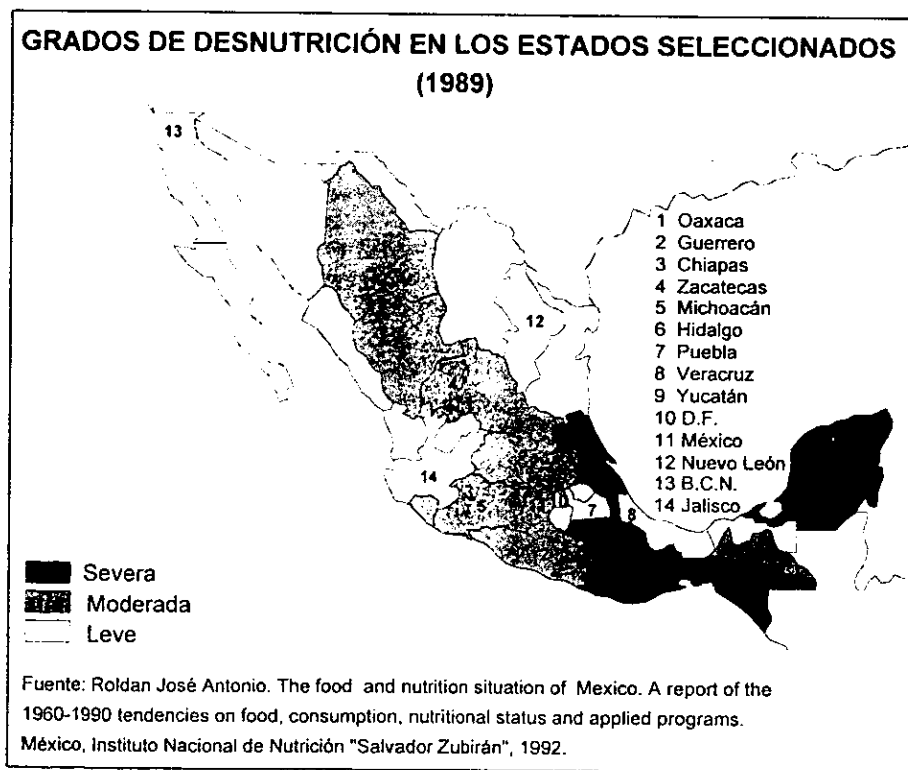 GRADOS DE DESNUTRICIÓN EN LOS ESTADOS SELECCIONADOS
(1989)
13
1 Oaxaca
2 Guerrero
3 Chiapas
4 Zacatecas
5 Michoacán
6 Hidalgo
7 Puebla
8 Veracruz
9 Yucatán
10 D.F.
11 México
12 Nuevo León
13 B.C.N.
14 Jalisco
12
4
14
5
10
7
8
Severa
Moderada
Leve
Fuente: Roldan José Antonio. The food and nutrition situation of Mexico. A report of the
1960-1990 tendencies on food, consumption, nutritional status and applied programs.
México, Instituto Nacional de Nutrición "Salvador Zubirán", 1992.